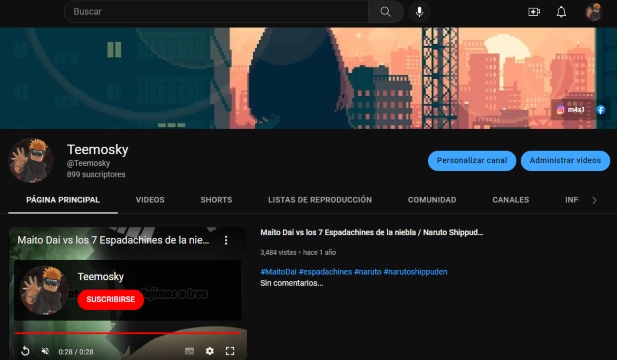 Buscar
m4x1
Teemosky
@Teemosky
899 suscriptores
Personalizar canal
Administrar videos
PÁGINA PRINCIPAL
VIDEOS
SHORTS
LISTAS DE REPRODUCCIÓN
COMUNIDAD
CANALES
Maito Dai vs los 7 Espadachines de la nie...
Teemosky
SUSCRIBIRSE
0:28 / 0:28
Maito Dai vs los 7 Espadachines de la niebla / Naruto Shippud...
3,484 vistas • hace 1 año
#MaitoDai #espadachines #naruto #narutoshippuden
Sin comentarios...